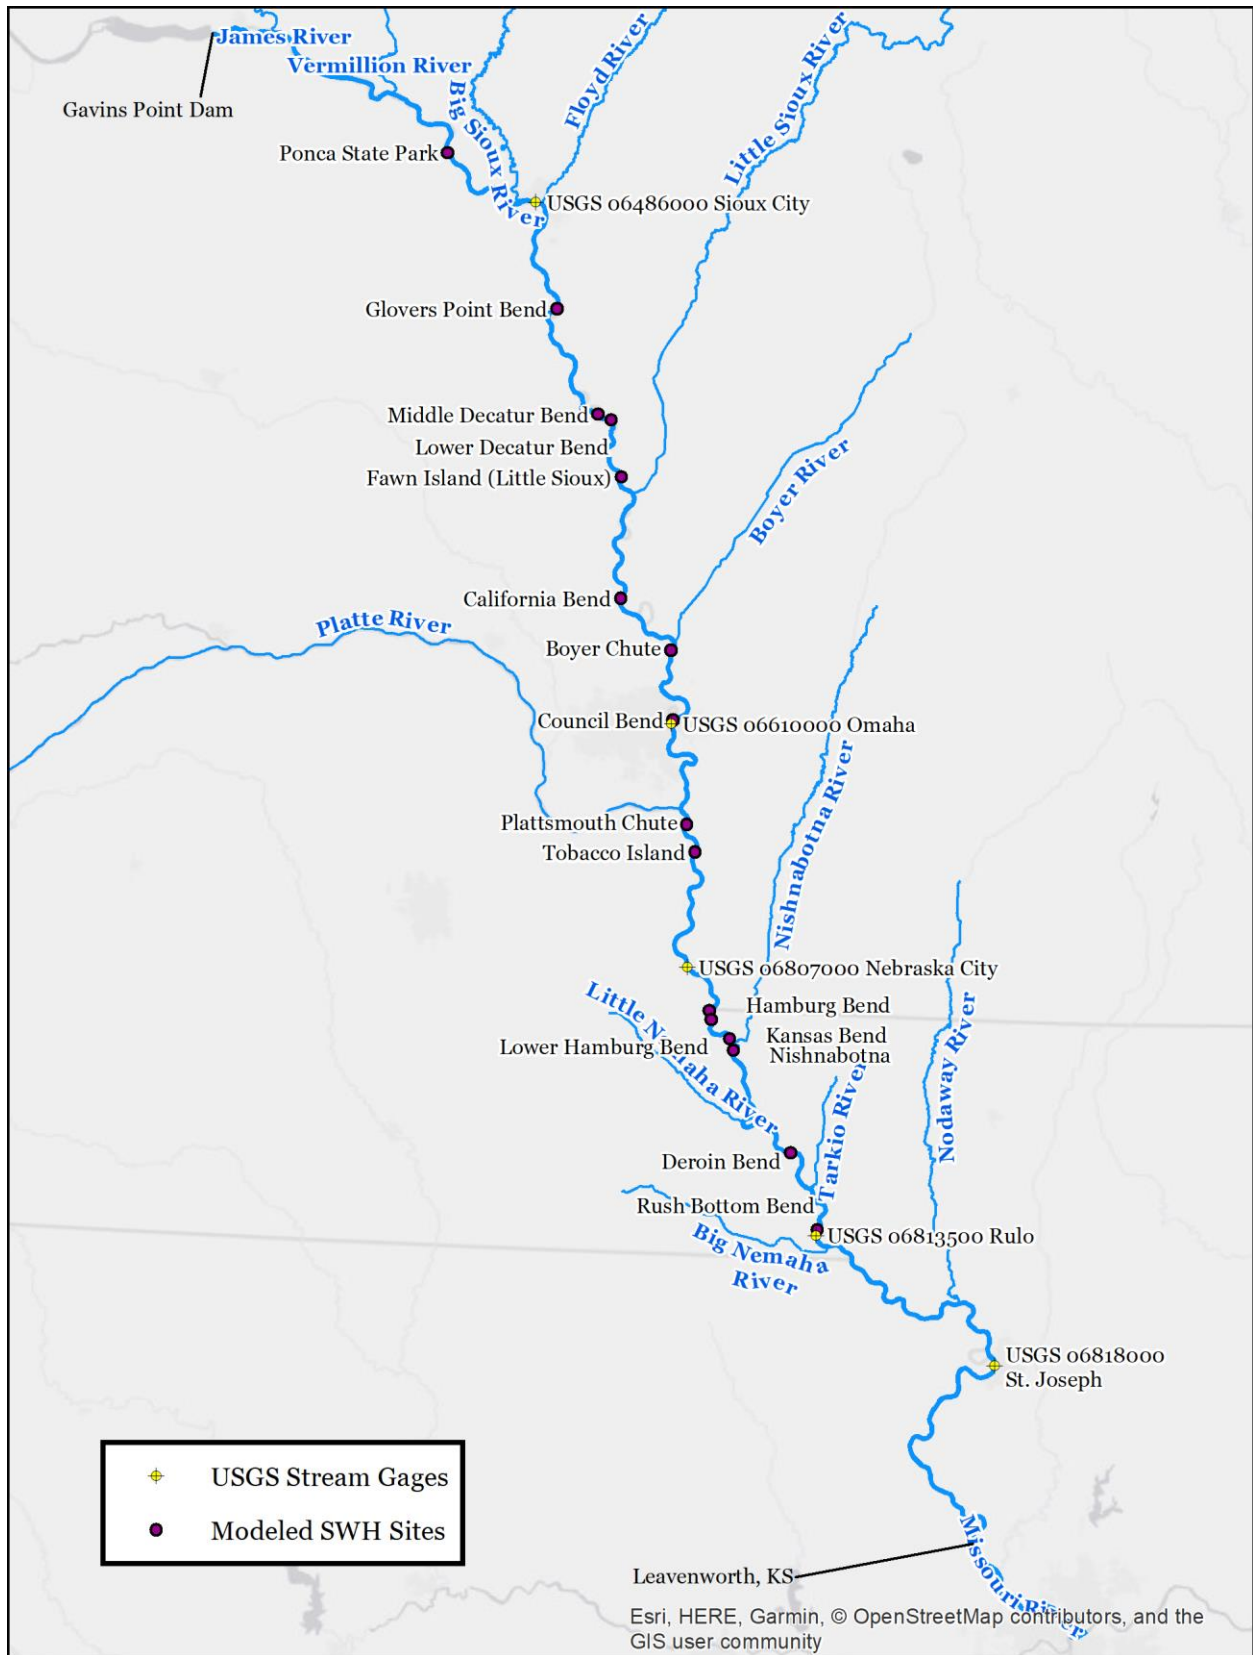 James River
Vermillion River
Gavins Point Dam
Big Sioux River
Floyd River
Little Sioux River
Ponca State Park
USGS 06486000 Sioux City
Glovers Point Bend
Middle Decatur Bend
Lower Decatur Bend
Fawn Island (Little Sioux)
Boyer River
California Bend
Platte River
Boyer Chute
Council Bend
USGS 06610000 Omaha
Nishnabotna River
Plattsmouth Chute
Tobacco Island
USGS 06807000 Nebraska City
Little Nemaha River
Hamburg Bend
Kansas Bend
Lower Hamburg Bend
Nishnabotna
Nodaway River
Tarkio River
Deroin Bend
Rush Bottom Bend
USGS 06813500 Rulo
Big Nemaha
River
USGS 06818000
St. Joseph
USGS Stream Gages
Modeled SWH Sites
Missouri River
Leavenworth, KS
Esri, HERE, Garmin, © OpenStreetMap contributors, and the
GIS user community